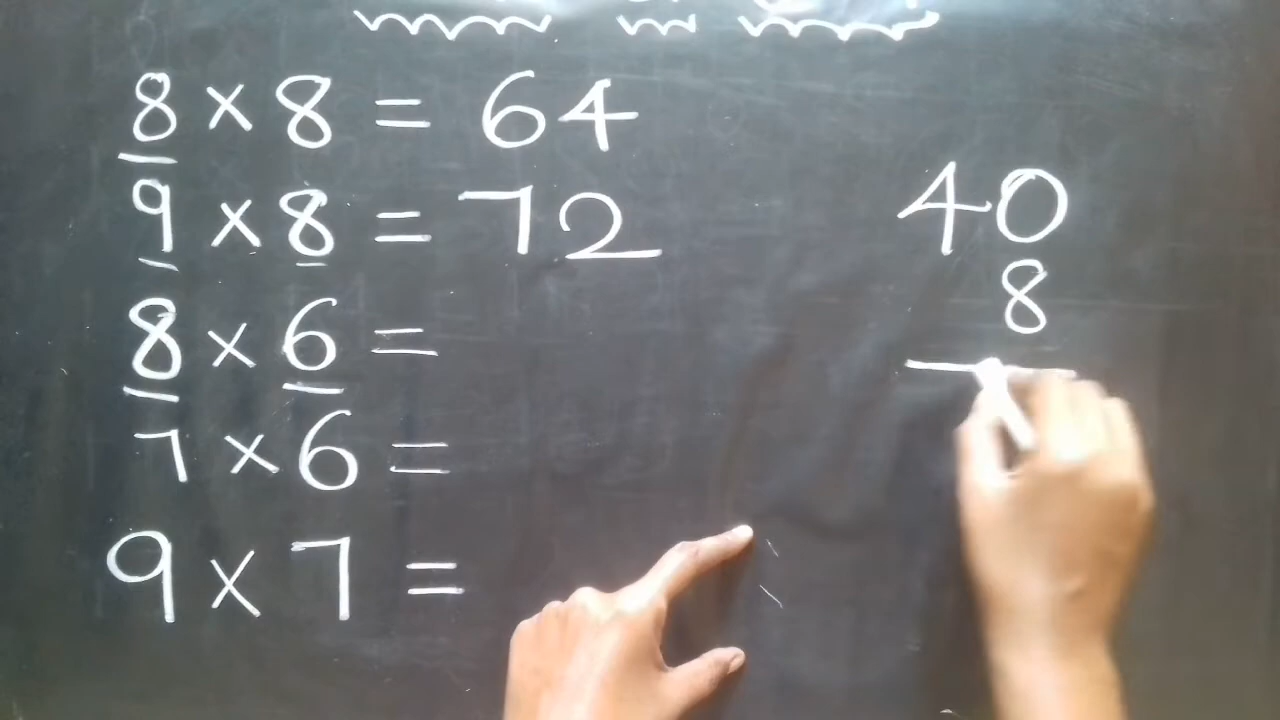 8 × 8 = 64
9 × 8 = 72
8 × 6 =
7 × 6 =
9 × 7 =
40
8